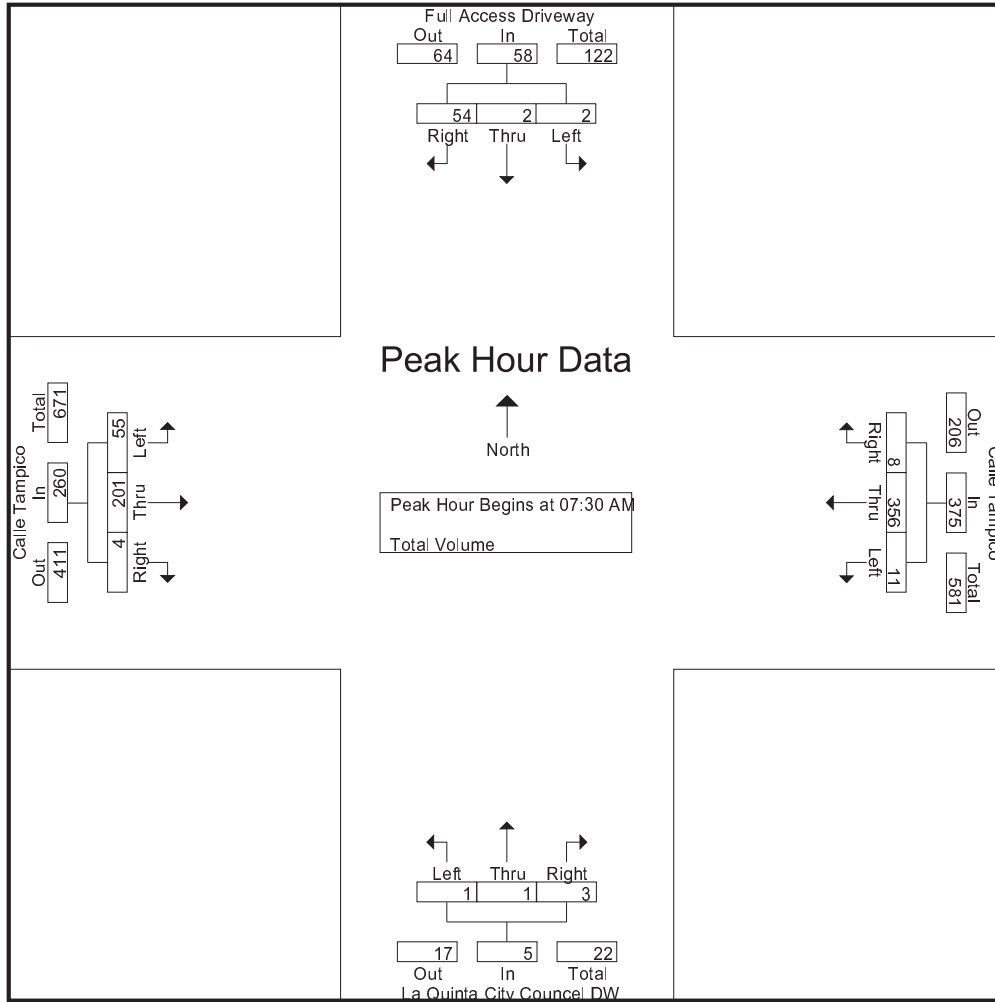 Full Access Driveway
Out In Total
64 58 122
54 2 2
Right Thru Left
Peak Hour Data
North
Peak Hour Begins at 07:30 AM
Total Volume
Calle Tampico
Total In Out
671 260 411
55 201 4
Left Thru Right
Calle Tampico
Out In Total
206 375 581
8 356 11
Right Thru Left
Left Thru Right
1 1 3
17 5 22
Out In Total
La Quinta City Councel DW